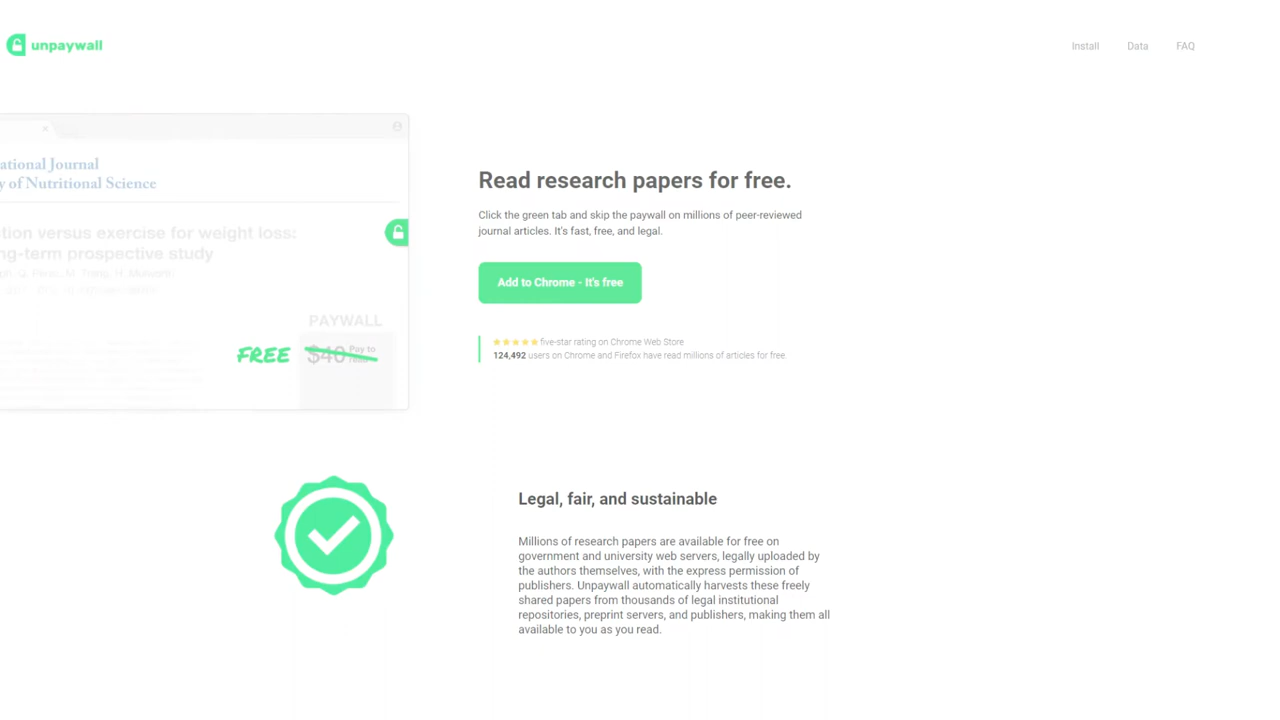 unpaywall
Install Data FAQ
ational Journal
y of Nutritional Science
tion versus exercise for weight loss:
ng-term prospective study
PAYWALL
FREE $40 Pay to
Read research papers for free.
Click the green tab and skip the paywall on millions of peer-reviewed
journal articles. It's fast, free, and legal.
Add to Chrome - It's free
five-star rating on Chrome Web Store
124,492 users on Chrome and Firefox have read millions of articles for free.
Legal, fair, and sustainable
Millions of research papers are available for free on
government and university web servers, legally uploaded by
the authors themselves, with the express permission of
publishers. Unpaywall automatically harvests these freely
shared papers from thousands of legal institutional
repositories, preprint servers, and publishers, making them all
available to you as you read.